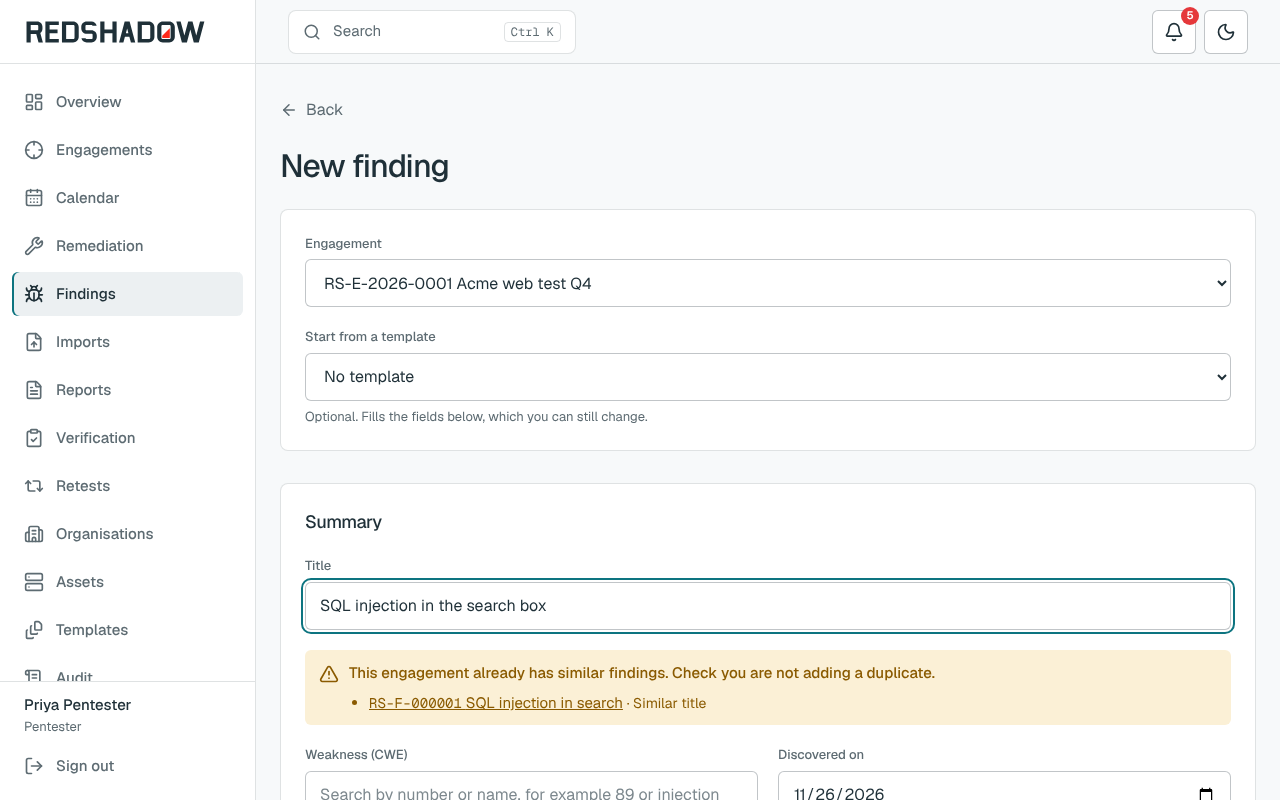 REDSHADOW
Search
Ctrl K
5
Overview
Engagements
Calendar
Remediation
Findings
Imports
Reports
Verification
Retests
Organisations
Assets
Templates
Audit
Priya Pentester
Pentester
Sign out
Back
New finding
Engagement
RS-E-2026-0001 Acme web test Q4
Start from a template
No template
Optional. Fills the fields below, which you can still change.
Summary
Title
SQL injection in the search box
This engagement already has similar findings. Check you are not adding a duplicate.
• RS-F-000001 SQL injection in search · Similar title
Weakness (CWE)
Search by number or name, for example 89 or injection
Discovered on
11/26/2026